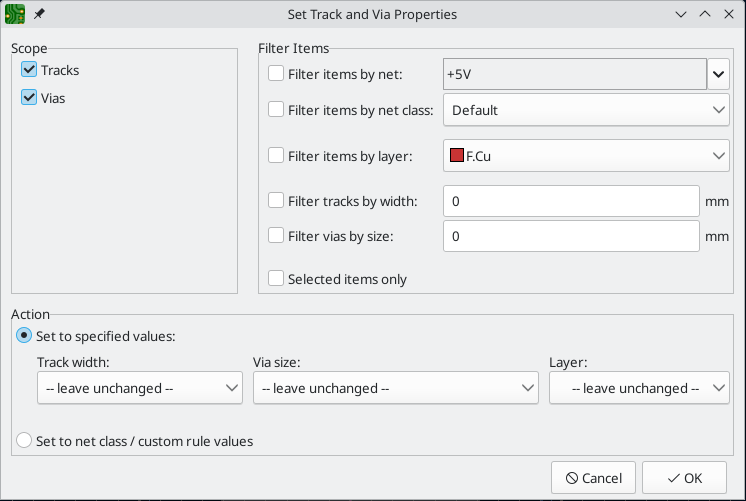 Set Track and Via Properties
Scope
Tracks
Vias
Filter Items
Filter items by net: +5V
Filter items by net class: Default
Filter items by layer: F.Cu
Filter tracks by width: 0 mm
Filter vias by size: 0 mm
Selected items only
Action
Set to specified values:
Track width: Via size: Layer:
-- leave unchanged -- -- leave unchanged -- -- leave unchanged --
Set to net class / custom rule values
Cancel OK